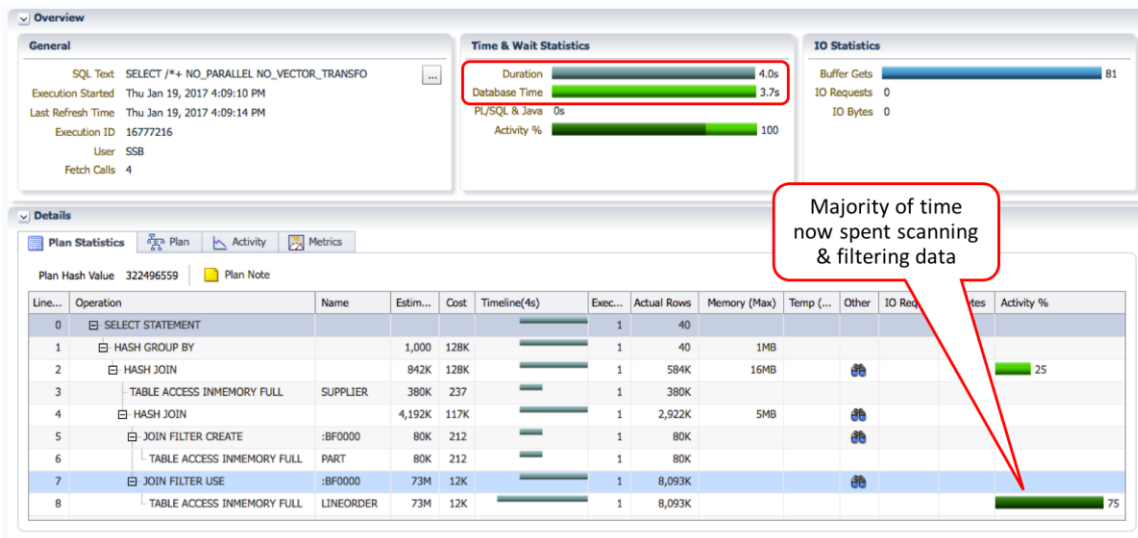 Overview
General
SQL Text SELECT /*+ NO_PARALLEL NO_VECTOR_TRANSFO ...
Execution Started Thu Jan 19, 2017 4:09:10 PM
Last Refresh Time Thu Jan 19, 2017 4:09:14 PM
Execution ID 16777216
User SSB
Fetch Calls 4
Time & Wait Statistics
Duration 4.0s
Database Time 3.7s
PL/SQL & Java 0s
Activity % 100
IO Statistics
Buffer Gets 81
IO Requests 0
IO Bytes 0
Majority of time
now spent scanning
& filtering data
Details
Plan Statistics Plan Activity Metrics
Plan Hash Value 322496559 Plan Note
Line... Operation Name Estim... Cost Timeline(4s) Exec... Actual Rows Memory (Max) Temp (... Other IO Req tes Activity %
0 SELECT STATEMENT 1 40
1 HASH GROUP BY 1,000 128K 1 40 1MB
2 HASH JOIN 842K 128K 1 584K 16MB 25
3 TABLE ACCESS INMEMORY FULL SUPPLIER 380K 237 1 380K
4 HASH JOIN 4,192K 117K 1 2,922K 5MB
5 JOIN FILTER CREATE :BF0000 80K 212 1 80K
6 TABLE ACCESS INMEMORY FULL PART 80K 212 1 80K
7 JOIN FILTER USE :BF0000 73M 12K 1 8,093K
8 TABLE ACCESS INMEMORY FULL LINEORDER 73M 12K 1 8,093K 75